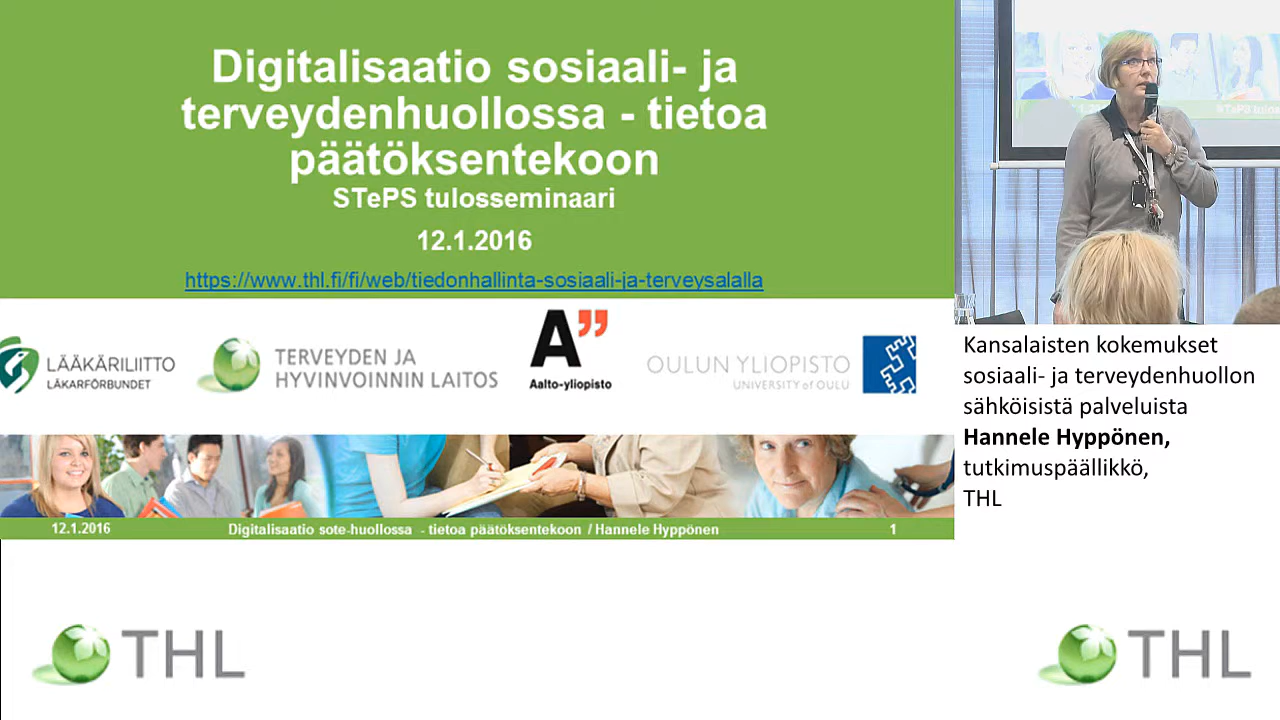 Digitalisaatio sosiaali- ja
terveydenhuollossa - tietoa
päätöksentekoon
STePS tulosseminaari
12.1.2016
https://www.thl.fi/fi/web/tiedonhallinta-sosiaali-ja-terveysalalla
LÄÄKÄRILIITTO
LÄKARFÖRBUNDET
TERVEYDEN JA
HYVINVOINNIN LAITOS
A”
Aalto-yliopisto
OULUN YLIOPISTO
UNIVERSITY of OULU
12.1.2016
Digitalisaatio sote-huollossa - tietoa päätöksentekoon / Hannele Hyppönen
1
STePS tulos
Kansalaisten kokemukset
sosiaali- ja terveydenhuollon
sähköisistä palveluista
Hannele Hyppönen,
tutkimuspäällikkö,
THL
THL
THL